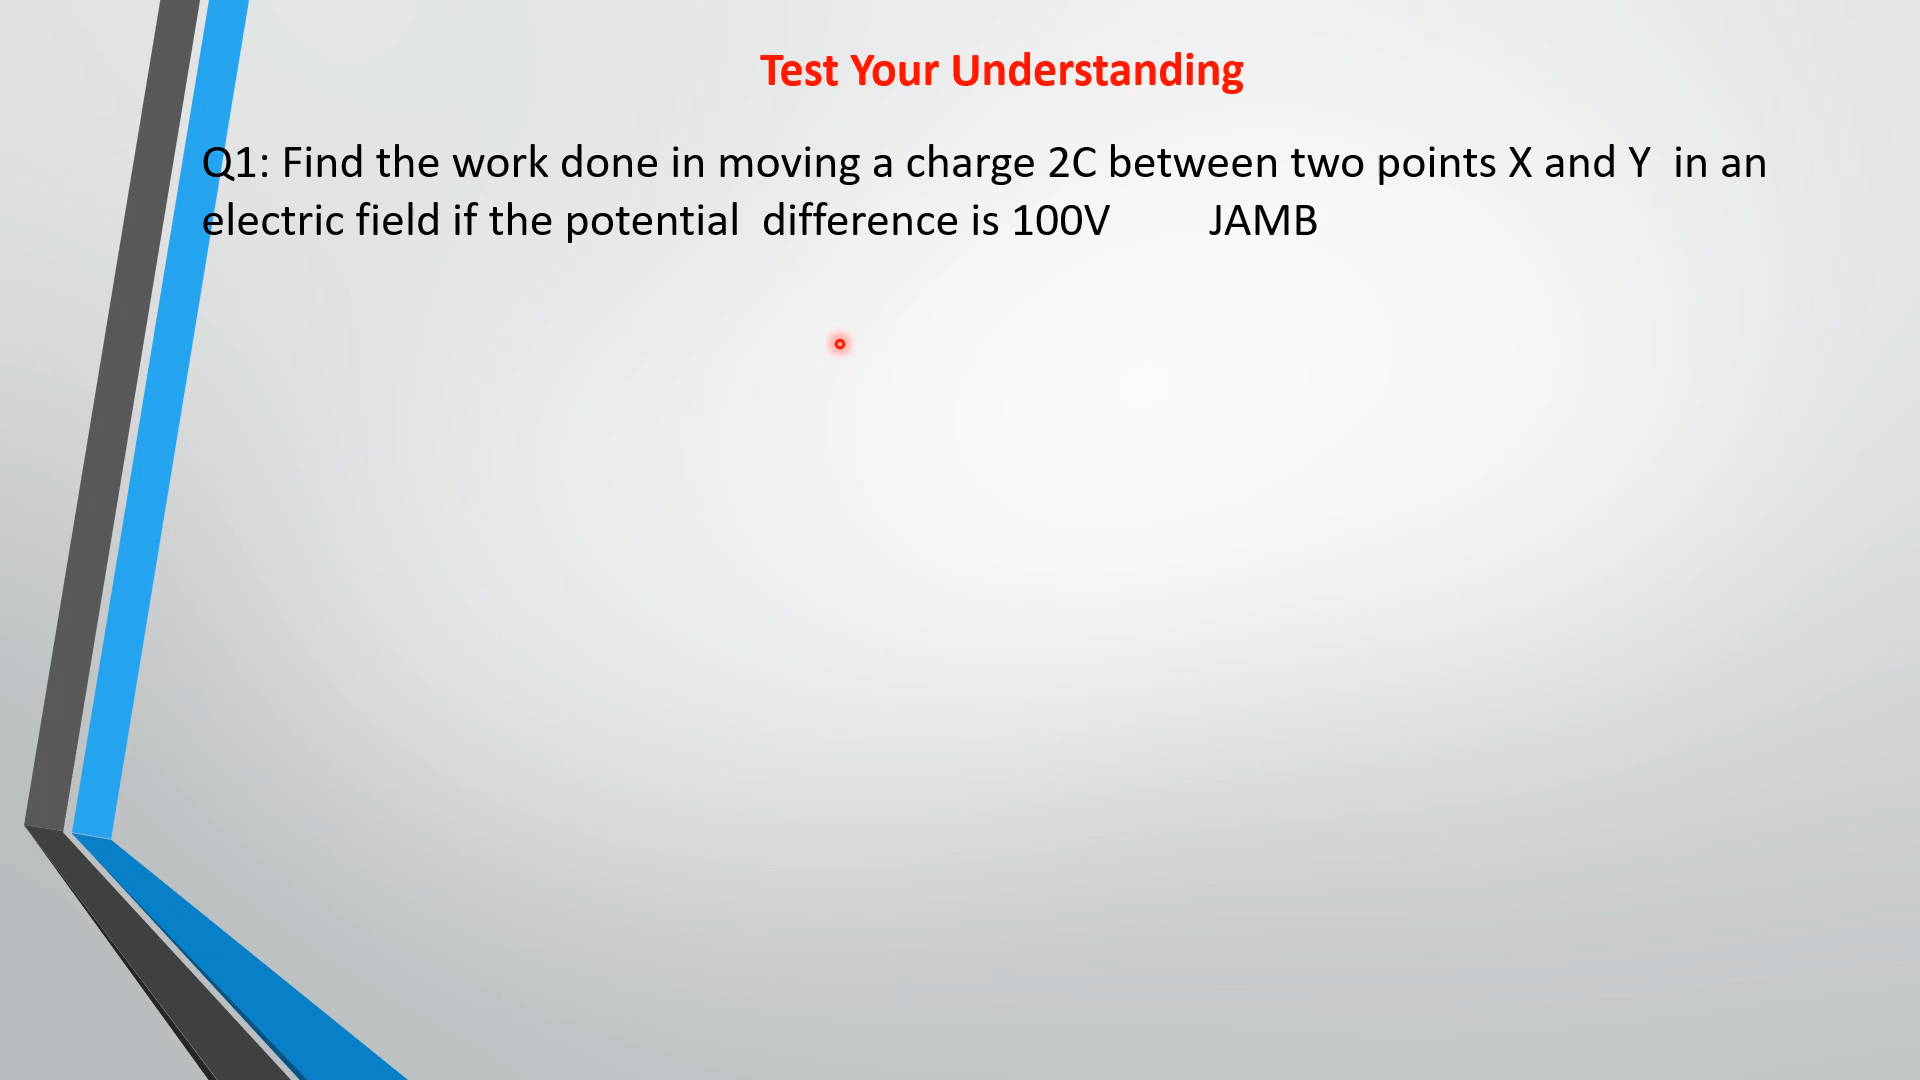 Test Your Understanding
Q1: Find the work done in moving a charge 2C between two points X and Y  in an
electric field if the potential  difference is 100V        JAMB